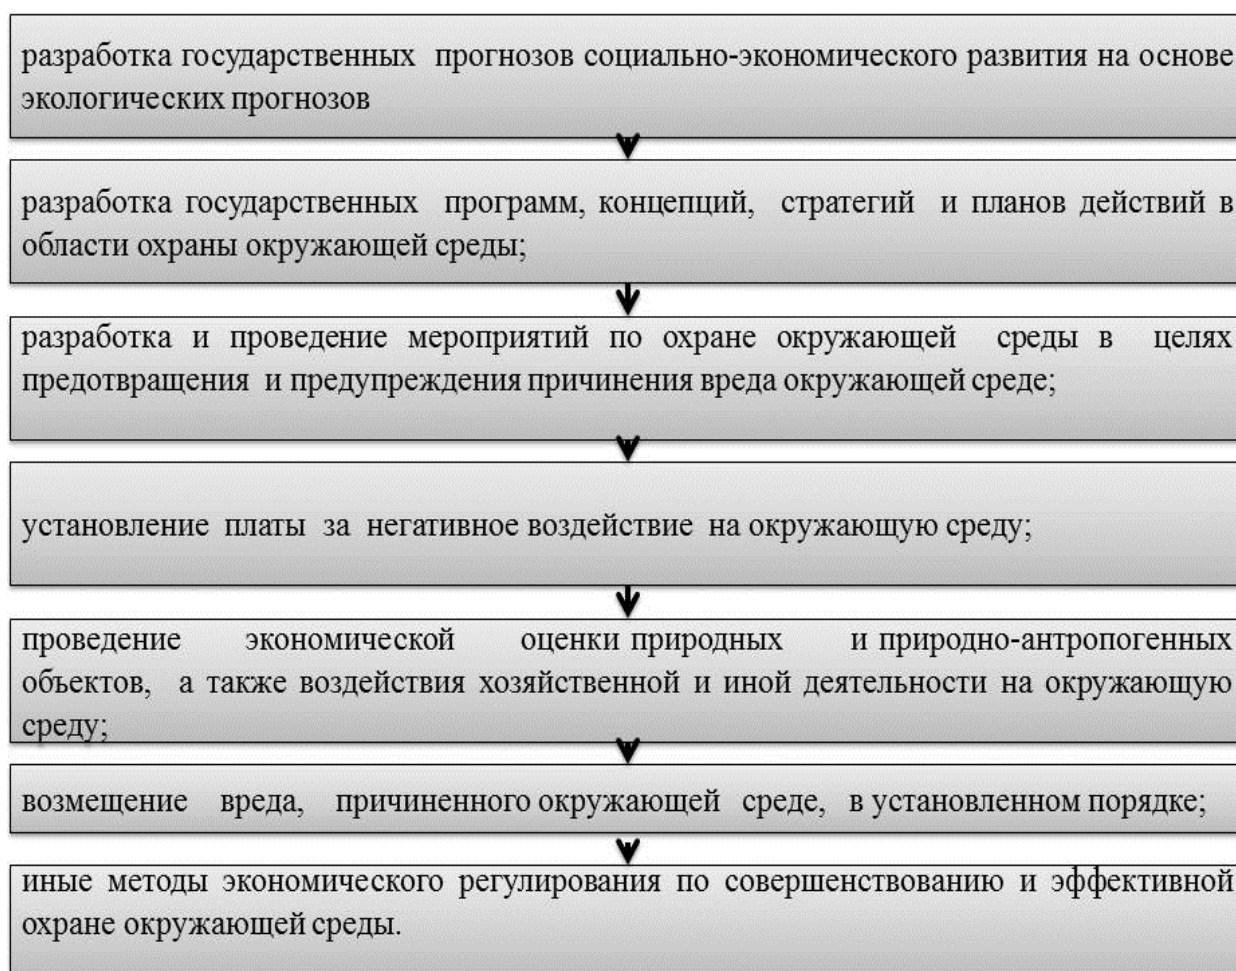 разработка государственных прогнозов социально-экономического развития на основе
экологических прогнозов
разработка государственных программ, концепций, стратегий и планов действий в
области охраны окружающей среды;
разработка и проведение мероприятий по охране окружающей среды в целях
предотвращения и предупреждения причинения вреда окружающей среде;
установление платы за негативное воздействие на окружающую среду;
проведение экономической оценки природных и природно-антропогенных
объектов, а также воздействия хозяйственной и иной деятельности на окружающую
среду;
возмещение вреда, причиненного окружающей среде, в установленном порядке;
иные методы экономического регулирования по совершенствованию и эффективной
охране окружающей среды.